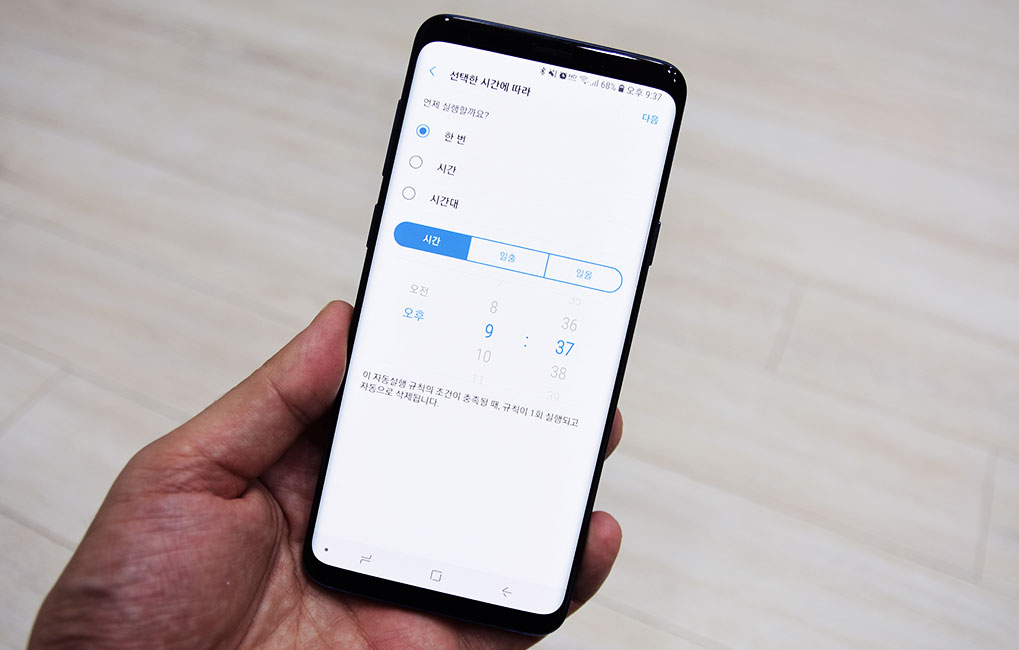 68% 오후 9:37
선택한 시간에 따라
다음
언제 실행할까요?
한 번
시간
시간대
시간 일출 일몰
7 35
오전 8 36
오후 9 : 37
10 38
11 39
이 자동실행 규칙의 조건이 충족될 때, 규칙이 1회 실행되고
자동으로 삭제됩니다.